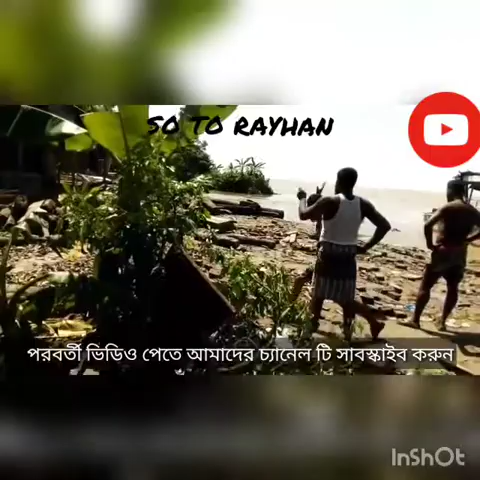 SO TO RAYHAN
পরবর্তী ভিডিও পেতে আমাদের চ্যানেল টি সাবস্কাইব করুন
InShOt